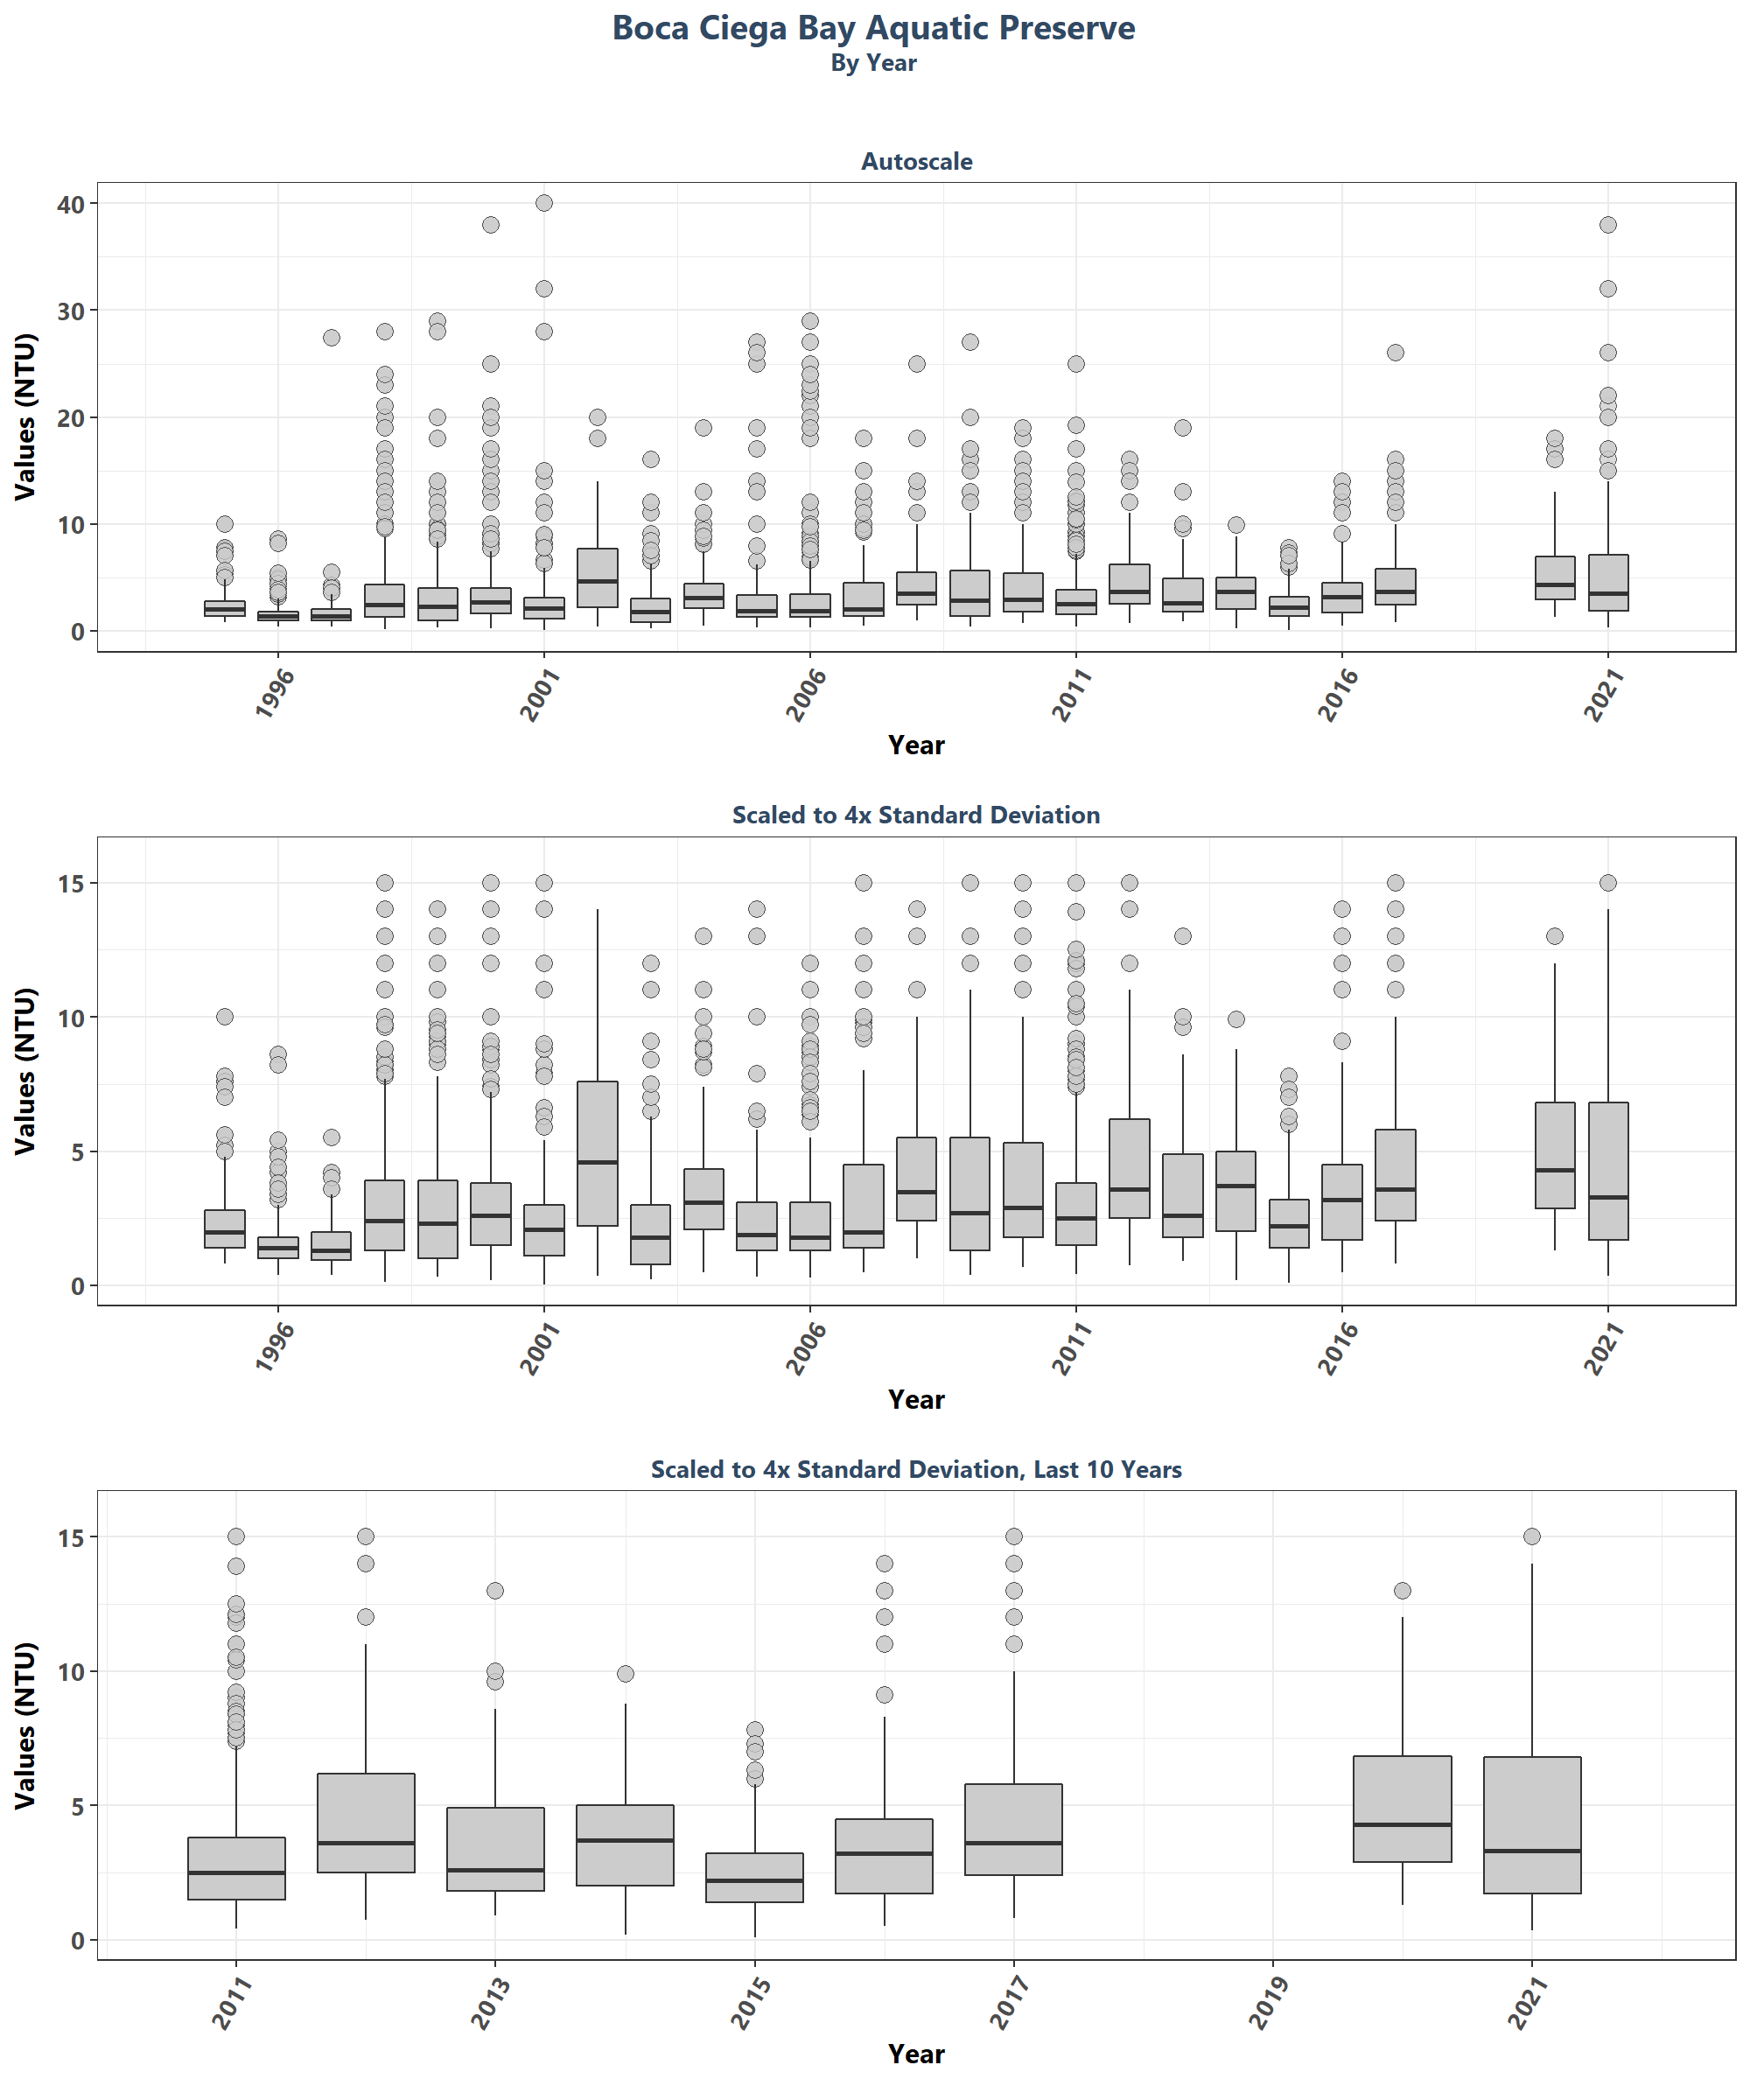 Boca Ciega Bay Aquatic Preserve
By Year
Autoscale
Values (NTU)
40
30
20
10
0
1996
2001
2006
2011
2016
2021
Year
Scaled to 4x Standard Deviation
Values (NTU)
15
10
5
0
1996
2001
2006
2011
2016
2021
Year
Scaled to 4x Standard Deviation, Last 10 Years
Values (NTU)
15
10
5
0
2011
2013
2015
2017
2019
2021
Year